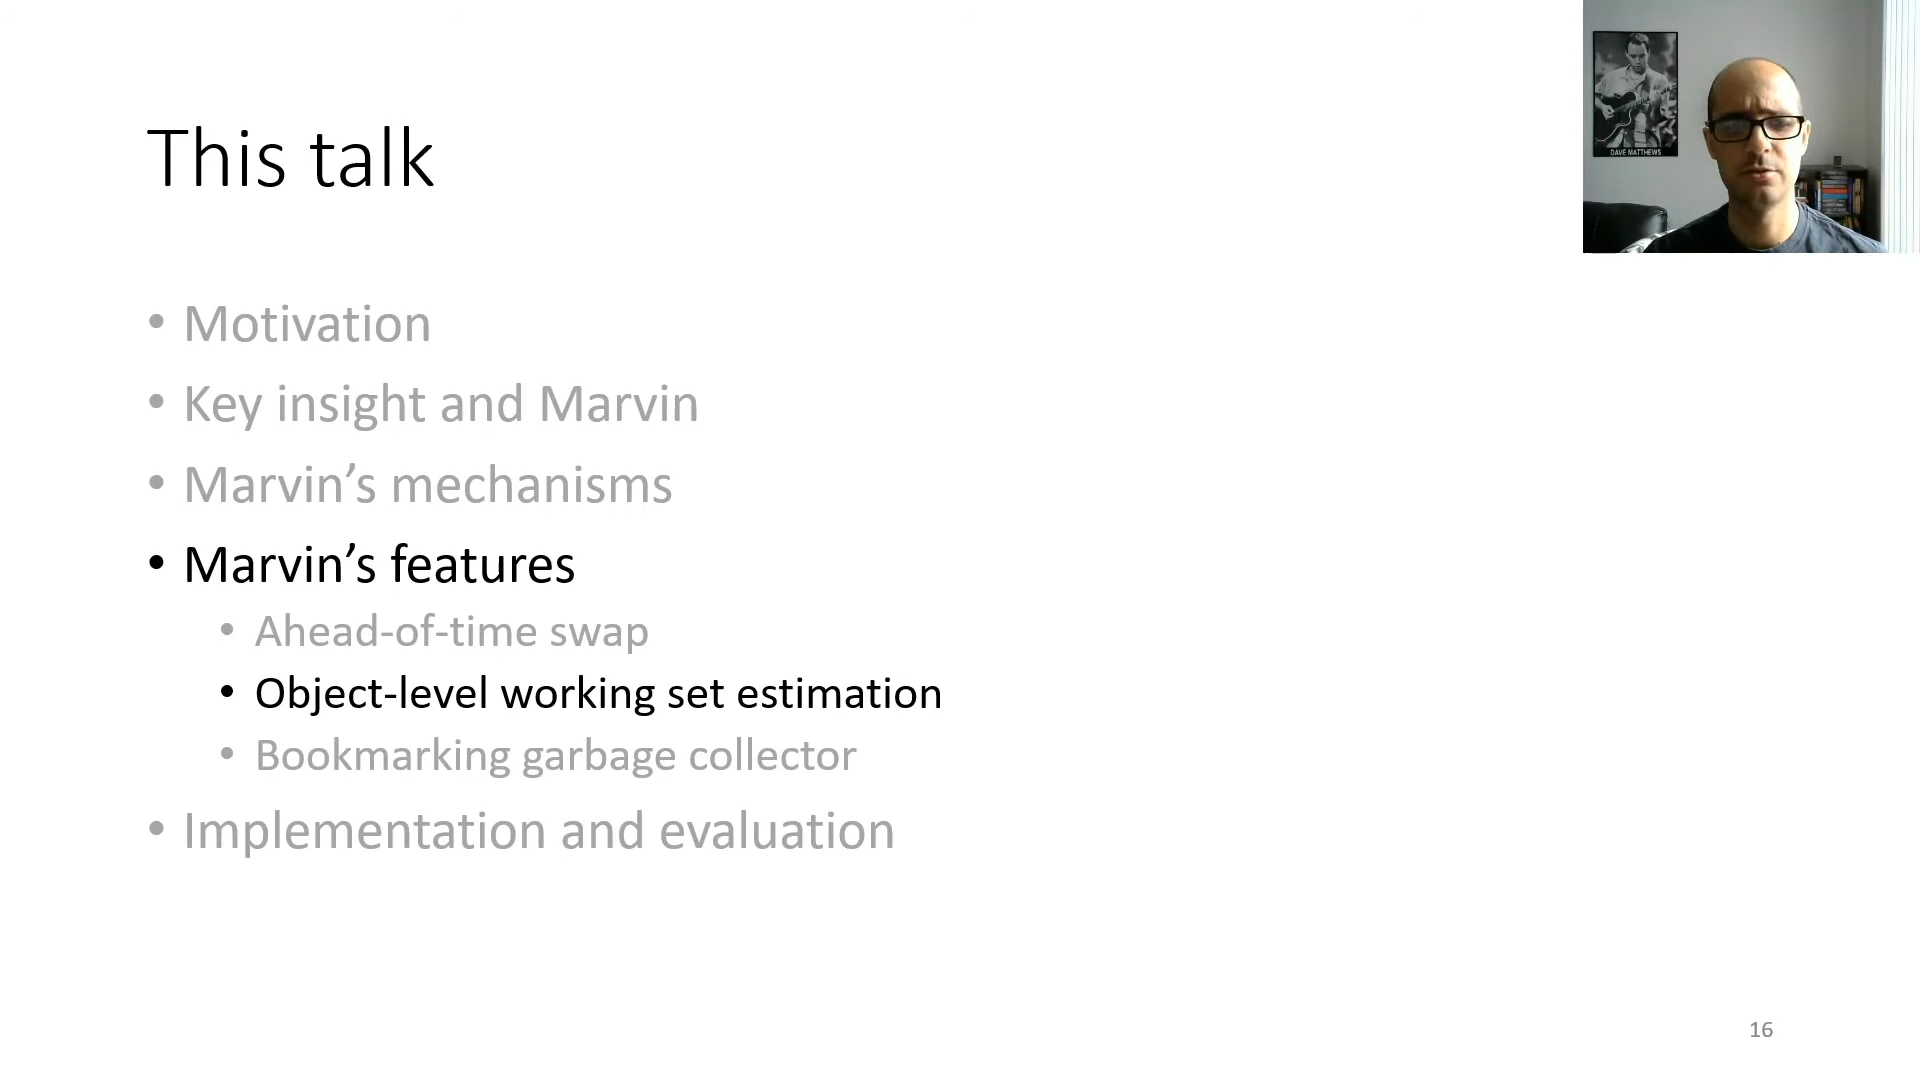 This talk
DAVE MATTHEWS
• Motivation
• Key insight and Marvin
• Marvin’s mechanisms
• Marvin’s features
• Ahead-of-time swap
• Object-level working set estimation
• Bookmarking garbage collector
• Implementation and evaluation
16